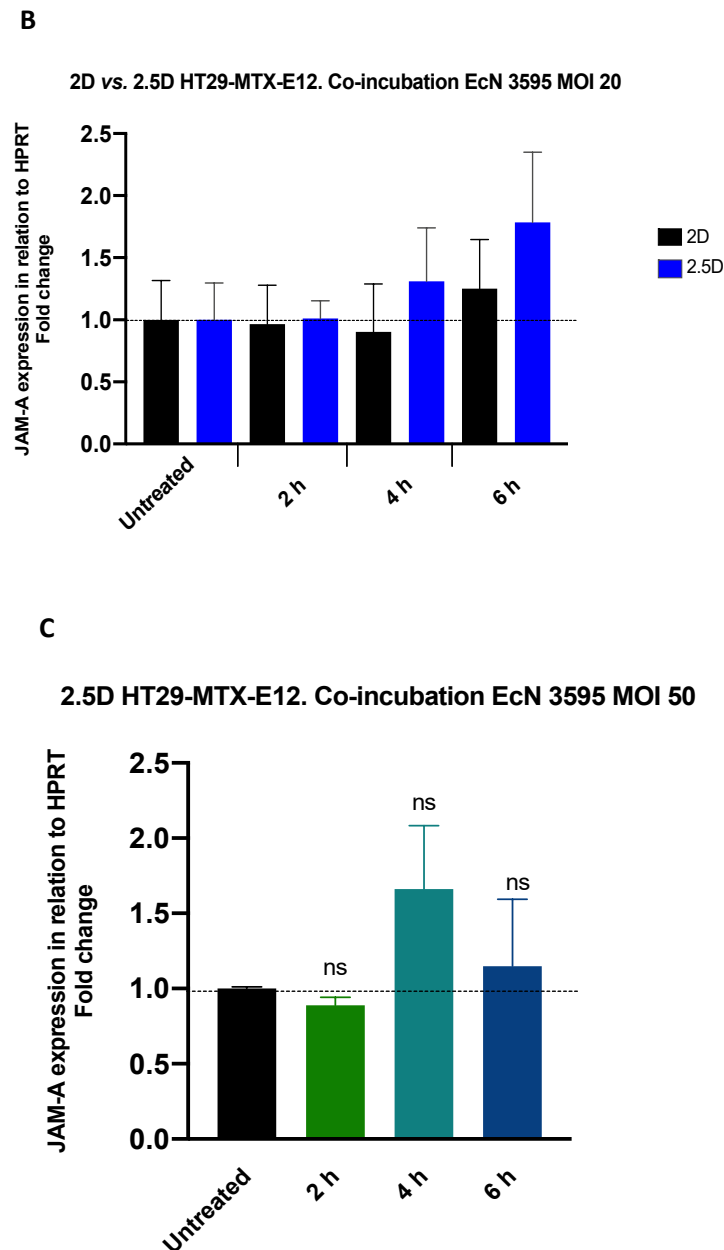 B
2D vs. 2.5D HT29-MTX-E12. Co-incubation EcN 3595 MOI 20
JAM-A expression in relation to HPRT
Fold change
2.5
2.0
1.5
1.0
0.5
0.0
Untreated
2 h
4 h
6 h
2D
2.5D
C
2.5D HT29-MTX-E12. Co-incubation EcN 3595 MOI 50
JAM-A expression in relation to HPRT
Fold change
2.5
2.0
1.5
1.0
0.5
0.0
ns
ns
ns
Untreated
2 h
4 h
6 h